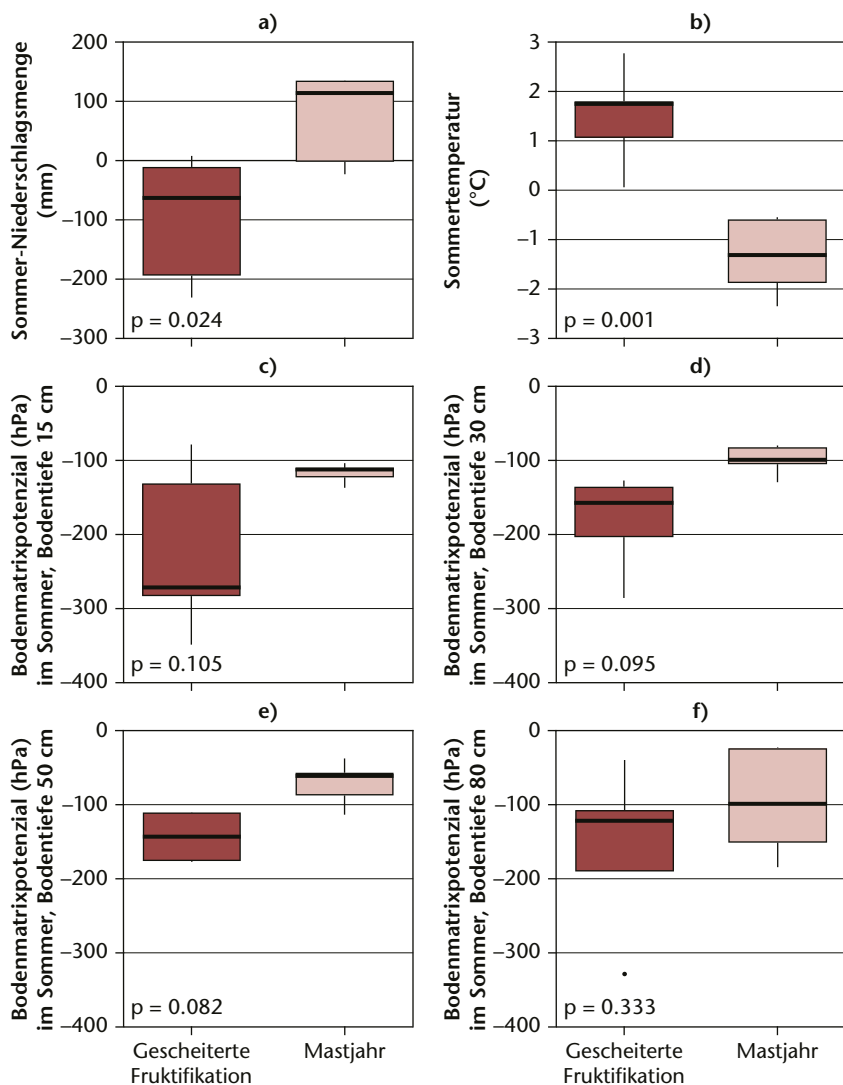 a)
Sommer-Niederschlagsmenge
(mm)
200
100
0
–100
–200
–300
p = 0.024
b)
Sommertemperatur
(°C)
3
2
1
0
–1
–2
–3
p = 0.001
c)
Bodenmatrixpotenzial (hPa)
im Sommer, Bodentiefe 15 cm
0
–100
–200
–300
–400
p = 0.105
d)
Bodenmatrixpotenzial (hPa)
im Sommer, Bodentiefe 30 cm
0
–100
–200
–300
–400
p = 0.095
e)
Bodenmatrixpotenzial (hPa)
im Sommer, Bodentiefe 50 cm
0
–100
–200
–300
–400
p = 0.082
Gescheiterte
Fruktifikation
Mastjahr
f)
Bodenmatrixpotenzial (hPa)
im Sommer, Bodentiefe 80 cm
0
–100
–200
–300
–400
p = 0.333
Gescheiterte
Fruktifikation
Mastjahr